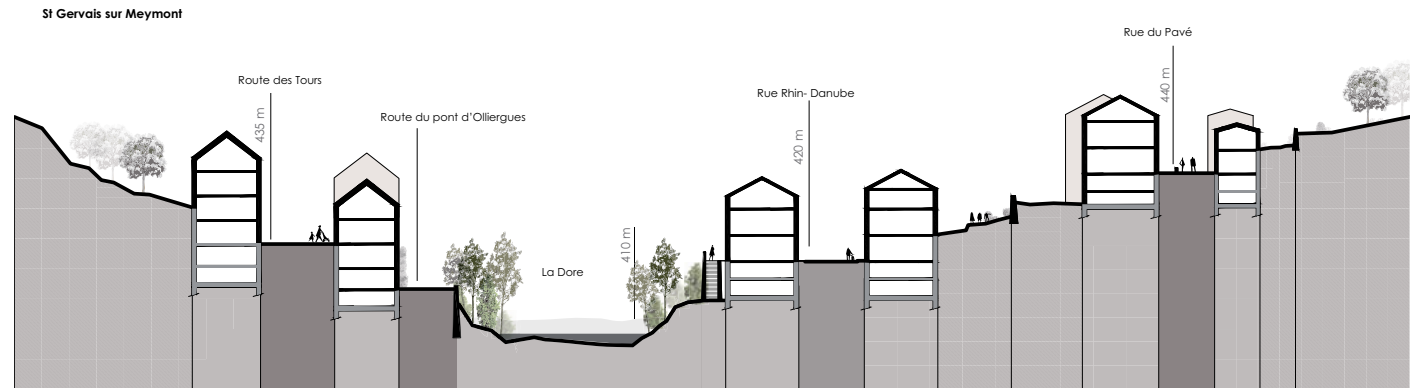 St Gervais sur Meymont
Rue du Pavé
Route des Tours
440 m
Rue Rhin- Danube
435 m
Route du pont d'Olliergues
420 m
410 m
La Dore